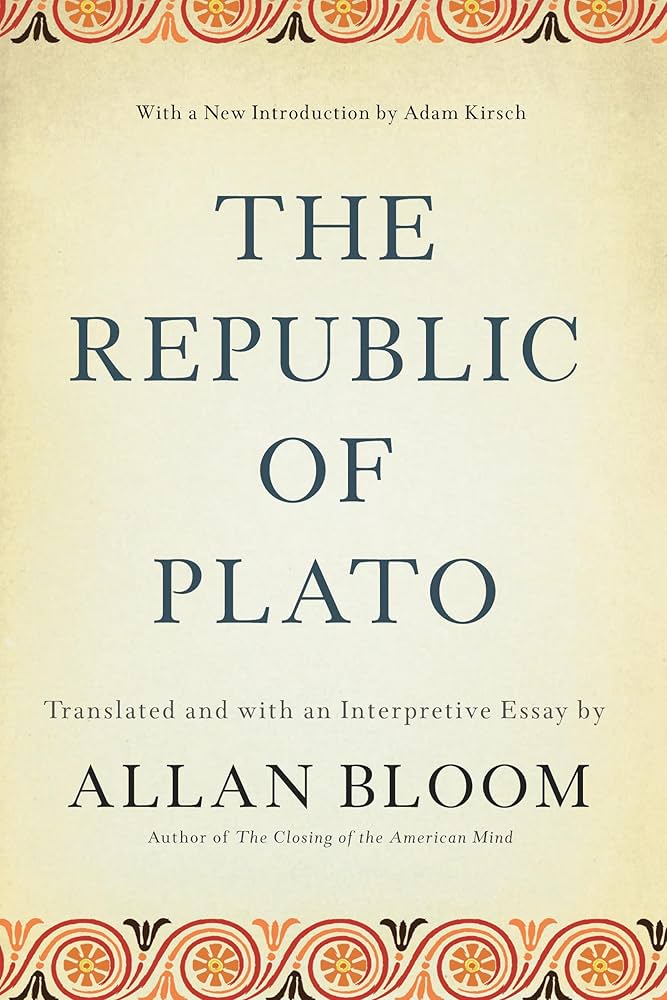 With a New Introduction by Adam Kirsch
THE
REPUBLIC
OF
PLATO
Translated and with an Interpretive Essay by
ALLAN BLOOM
Author of The Closing of the American Mind